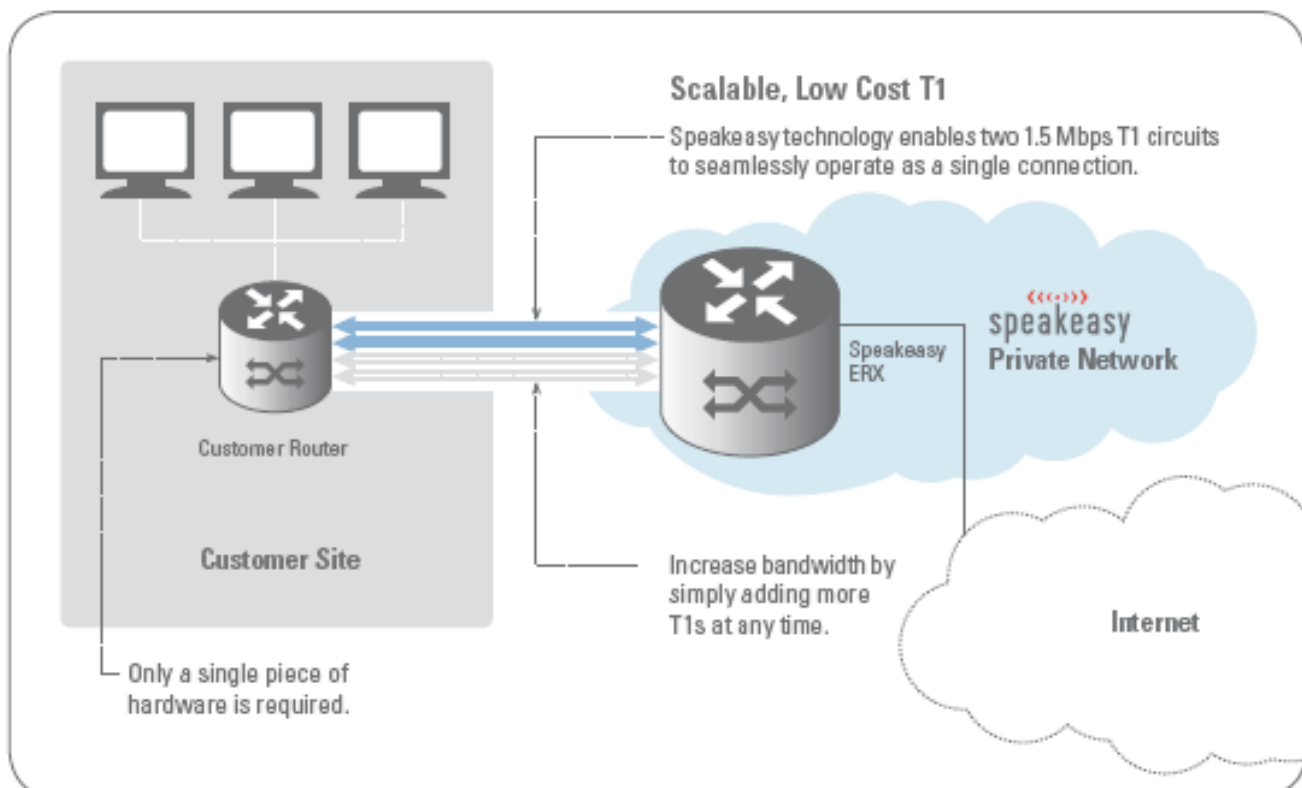 Scalable, Low Cost T1
Speakeasy technology enables two 1.5 Mbps T1 circuits
to seamlessly operate as a single connection.
speakeasy
Private Network
Speakeasy
ERX
Customer Router
Customer Site
Increase bandwidth by
simply adding more
T1s at any time.
Internet
Only a single piece of
hardware is required.